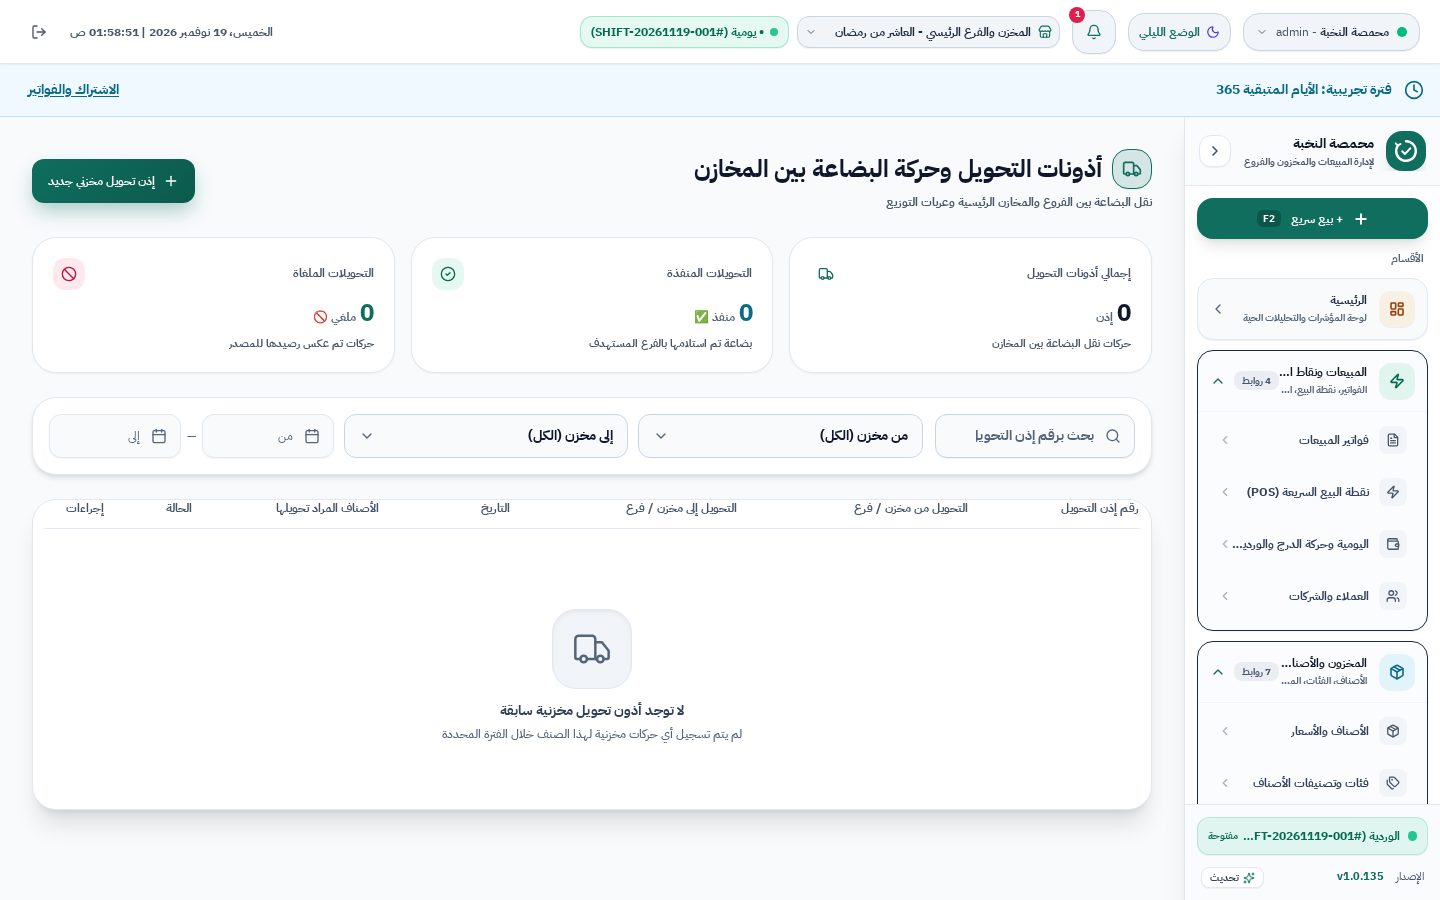 محمصة النخبة - admin
الوضع الليلي
1
المخزن والفرع الرئيسي - العاشر من رمضان
• يومية (#SHIFT-20261119-001)
الخميس، 19 نوفمبر 2026 | 01:58:51 ص
فترة تجريبية: الأيام المتبقية 365
الاشتراك والفواتير
محمصة النخبة
لإدارة المبيعات والمخزون والفروع
+ بيع سريع F2
الأقسام
الرئيسية
لوحة المؤشرات والتحليلات الحية
المبيعات ونقاط ا...
الفواتير، نقطة البيع، ا...
4 روابط
فواتير المبيعات
نقطة البيع السريعة (POS)
اليومية وحركة الدرج والورديـ...
العملاء والشركات
المخزون والأصنا...
الأصناف، الفئات، المـ...
7 روابط
الأصناف والأسعار
فئات وتصنيفات الأصناف
الوردية (#FT-20261119-001... مفتوحة
الإصدار v1.0.135
تحديث
أذونات التحويل وحركة البضاعة بين المخازن
نقل البضاعة بين الفروع والمخازن الرئيسية وعربات التوزيع
إذن تحويل مخزني جديد
إجمالي أذونات التحويل
0 إذن
حركات نقل البضاعة بين المخازن
التحويلات المنفذة
0 منفذ ✅
بضاعة تم استلامها بالفرع المستهدف
التحويلات الملغاة
0 ملغي 🚫
حركات تم عكس رصيدها للمصدر
بحث برقم إذن التحويل
من مخزن (الكل)
إلى مخزن (الكل)
من
—
إلى
رقم إذن التحويل
التحويل من مخزن / فرع
التحويل إلى مخزن / فرع
التاريخ
الأصناف المراد تحويلها
الحالة
إجراءات
لا توجد أذون تحويل مخزنية سابقة
لم يتم تسجيل أي حركات مخزنية لهذا الصنف خلال الفترة المحددة